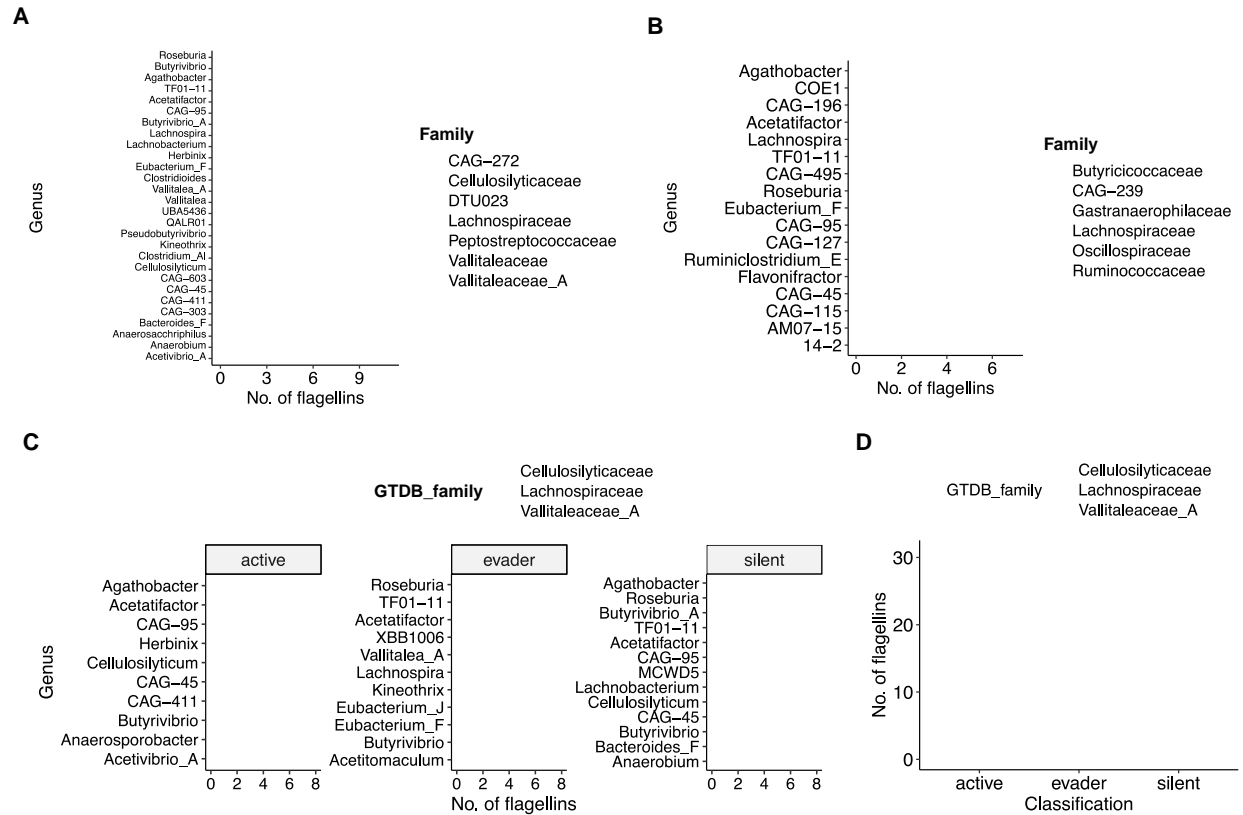 A
Roseburia
Butyrivibrio
Agathobacter
TF01−11
Acetatifactor
CAG−95
Butyrivibrio_A
Lachnospira
Lachnobacterium
Herbinix
Eubacterium_F
Clostridioides
Vallitalea_A
Vallitalea
UBA5436
QALR01
Pseudobutyrivibrio
Kineothrix
Clostridium_AI
Cellulosilyticum
CAG−603
CAG−45
CAG−411
CAG−303
Bacteroides_F
Anaerosacchriphilus
Anaerobium
Acetivibrio_A
Genus
0 3 6 9
No. of flagellins
Family
CAG−272
Cellulosilyticaceae
DTU023
Lachnospiraceae
Peptostreptococcaceae
Vallitaleaceae
Vallitaleaceae_A
B
Agathobacter
COE1
CAG−196
Acetatifactor
Lachnospira
TF01−11
CAG−495
Roseburia
Eubacterium_F
CAG−95
CAG−127
Ruminiclostridium_E
Flavonifractor
CAG−45
CAG−115
AM07−15
14−2
Genus
0 2 4 6
No. of flagellins
Family
Butyricicoccaceae
CAG−239
Gastranaerophilaceae
Lachnospiraceae
Oscillospiraceae
Ruminococcaceae
C
GTDB_family
Cellulosilyticaceae
Lachnospiraceae
Vallitaleaceae_A
active
Agathobacter
Acetatifactor
CAG−95
Herbinix
Cellulosilyticum
CAG−45
CAG−411
Butyrivibrio
Anaerosporobacter
Acetivibrio_A
Genus
0 2 4 6 8
evader
Roseburia
TF01−11
Acetatifactor
XBB1006
Vallitalea_A
Lachnospira
Kineothrix
Eubacterium_J
Eubacterium_F
Butyrivibrio
Acetitomaculum
0 2 4 6 8
No. of flagellins
silent
Agathobacter
Roseburia
Butyrivibrio_A
TF01−11
Acetatifactor
CAG−95
MCWD5
Lachnobacterium
Cellulosilyticum
CAG−45
Butyrivibrio
Bacteroides_F
Anaerobium
0 2 4 6 8
D
GTDB_family
Cellulosilyticaceae
Lachnospiraceae
Vallitaleaceae_A
30
20
10
0
No. of flagellins
active evader silent
Classification